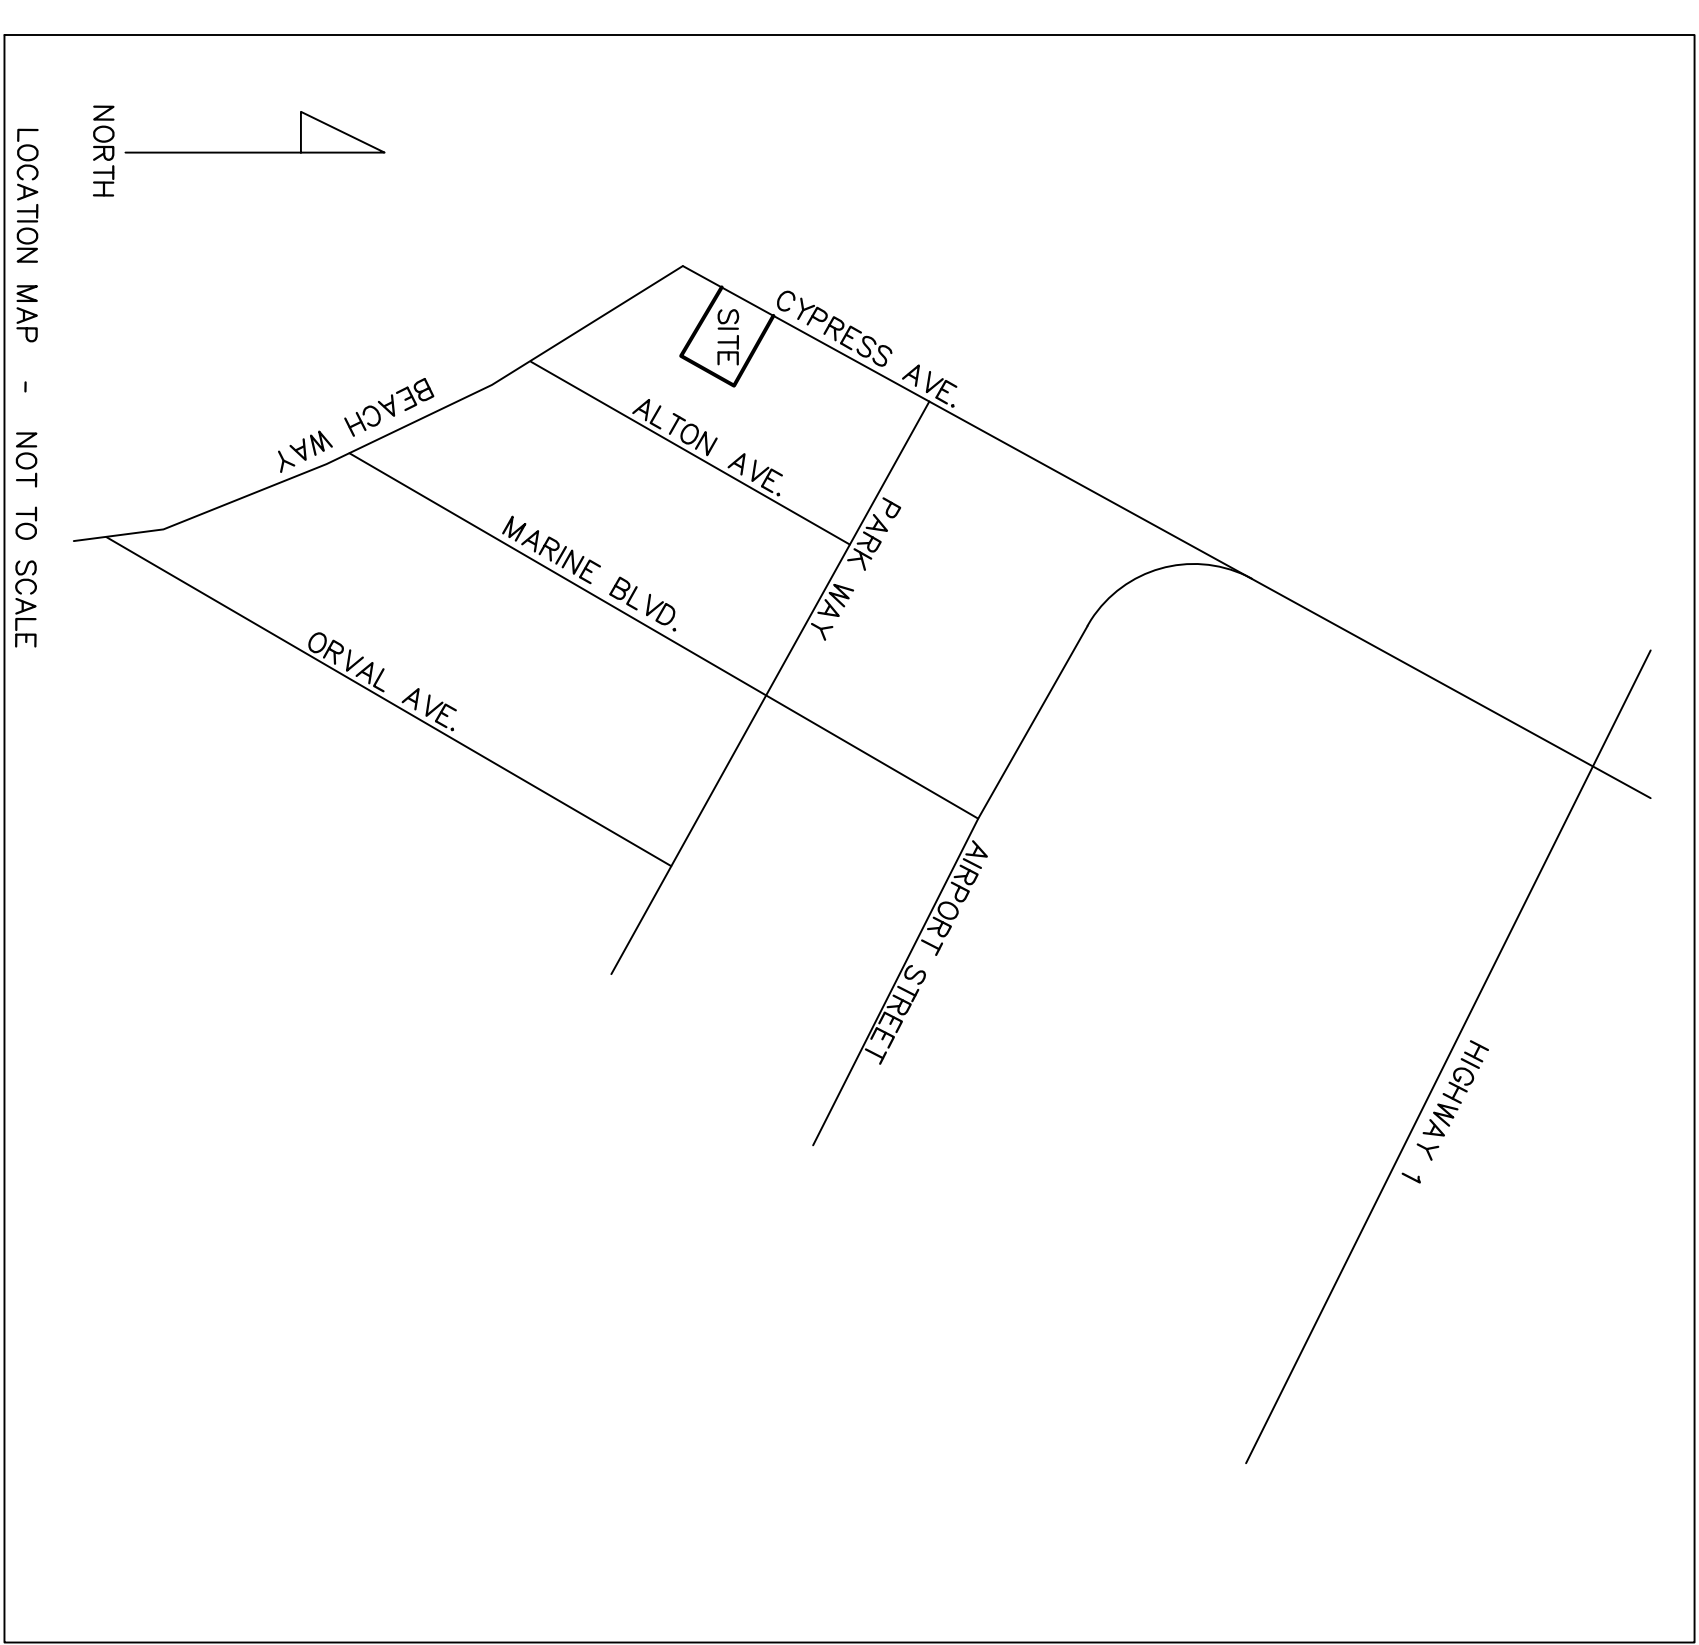 CYPRESS AVE.
SITE
ALTON AVE.
PARK WAY
BEACH WAY
MARINE BLVD.
ORVAL AVE.
AIRPORT STREET
HIGHWAY 1
NORTH
LOCATION MAP - NOT TO SCALE